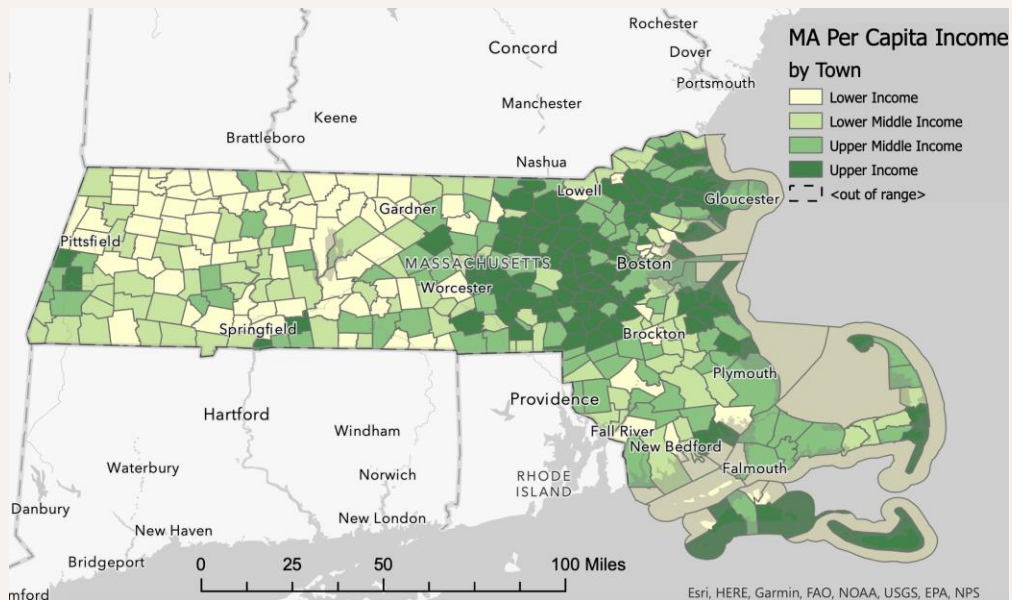 MA Per Capita Income
by Town
Lower Income
Lower Middle Income
Upper Middle Income
Upper Income
<out of range>
Rochester
Concord
Dover
Portsmouth
Manchester
Keene
Brattleboro
Nashua
Lowell
Gloucester
Gardner
Pittsfield
MASSACHUSETTS
Boston
Worcester
Springfield
Brockton
Plymouth
Providence
Hartford
Fall River
Windham
New Bedford
Falmouth
Waterbury
Norwich
RHODE
ISLAND
Danbury
New London
New Haven
Bridgeport
mford
0 25 50 100 Miles
Esri, HERE, Garmin, FAO, NOAA, USGS, EPA, NPS